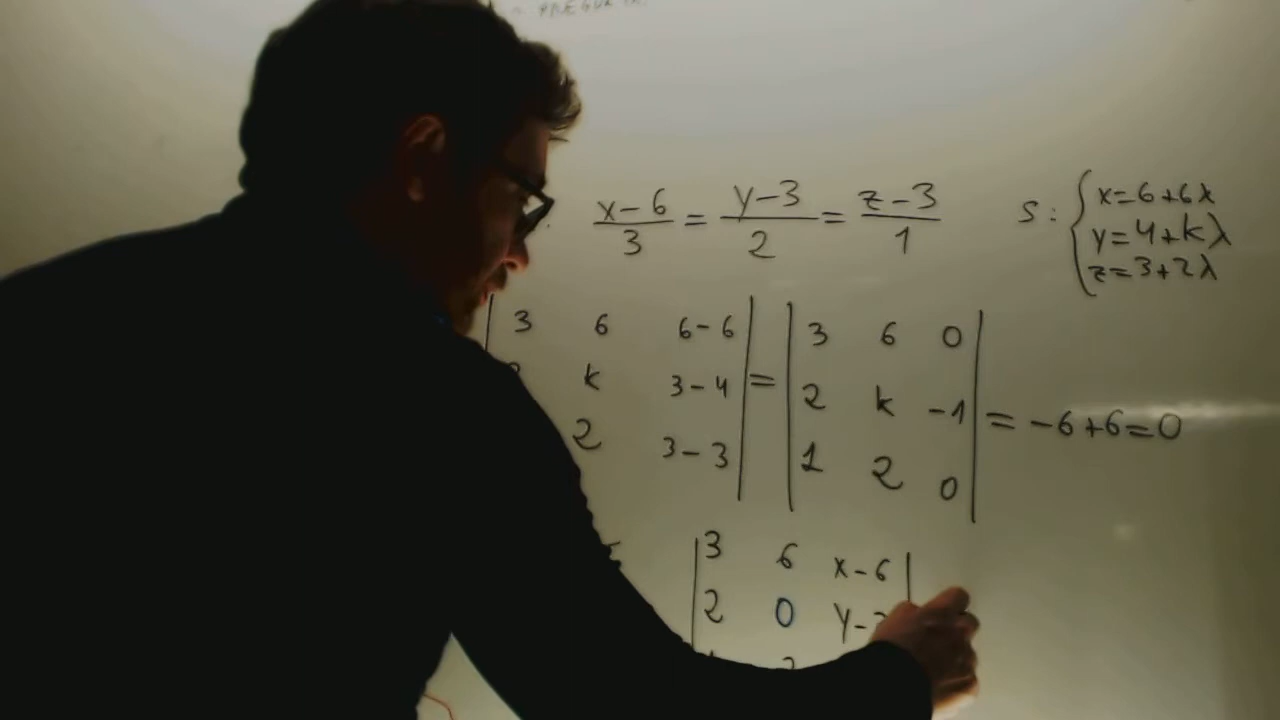 x-6/3 = y-3/2 = z-3/1
S: { x=6+6λ
y=4+kλ
z=3+2λ
| 3 6 6-6 | = | 3 6 0 |
k 3-4 | 2 k -1 | = -6+6=0
2 3-3 | 1 2 0 |
| 3 6 x-6 |
| 2 0 y-